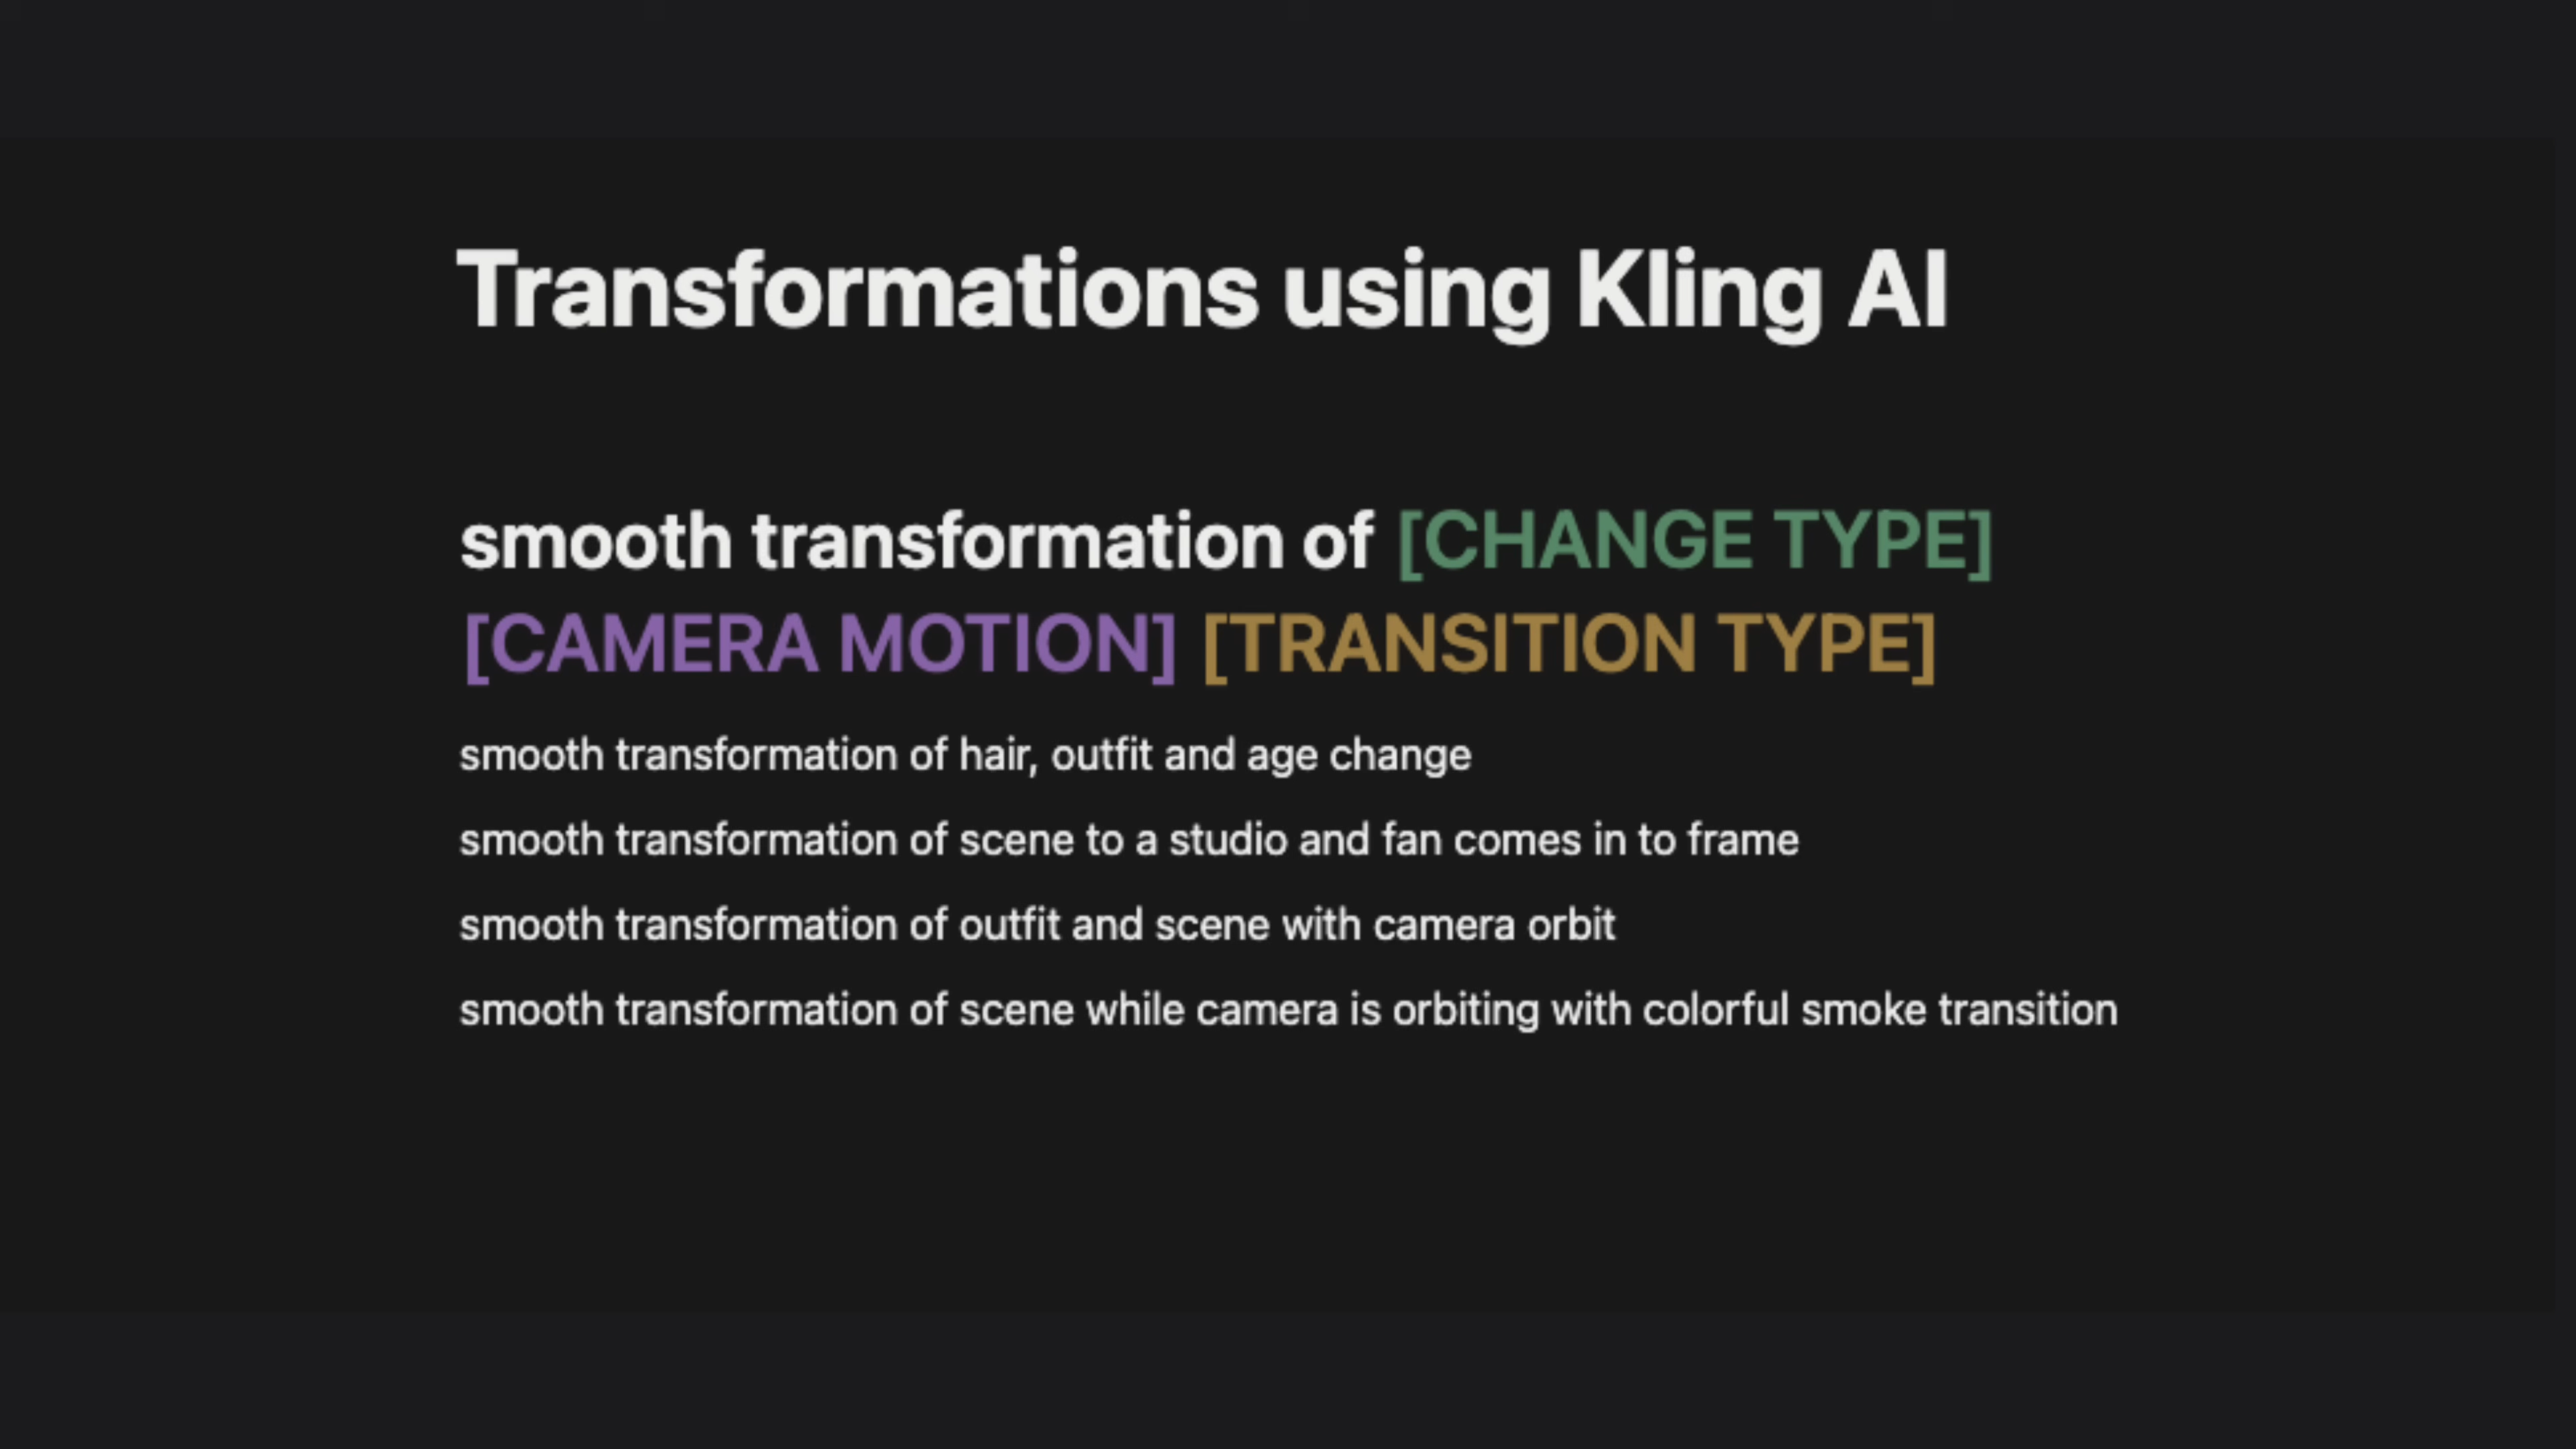 Transformations using Kling AI
smooth transformation of [CHANGE TYPE]
[CAMERA MOTION] [TRANSITION TYPE]
smooth transformation of hair, outfit and age change
smooth transformation of scene to a studio and fan comes in to frame
smooth transformation of outfit and scene with camera orbit
smooth transformation of scene while camera is orbiting with colorful smoke transition